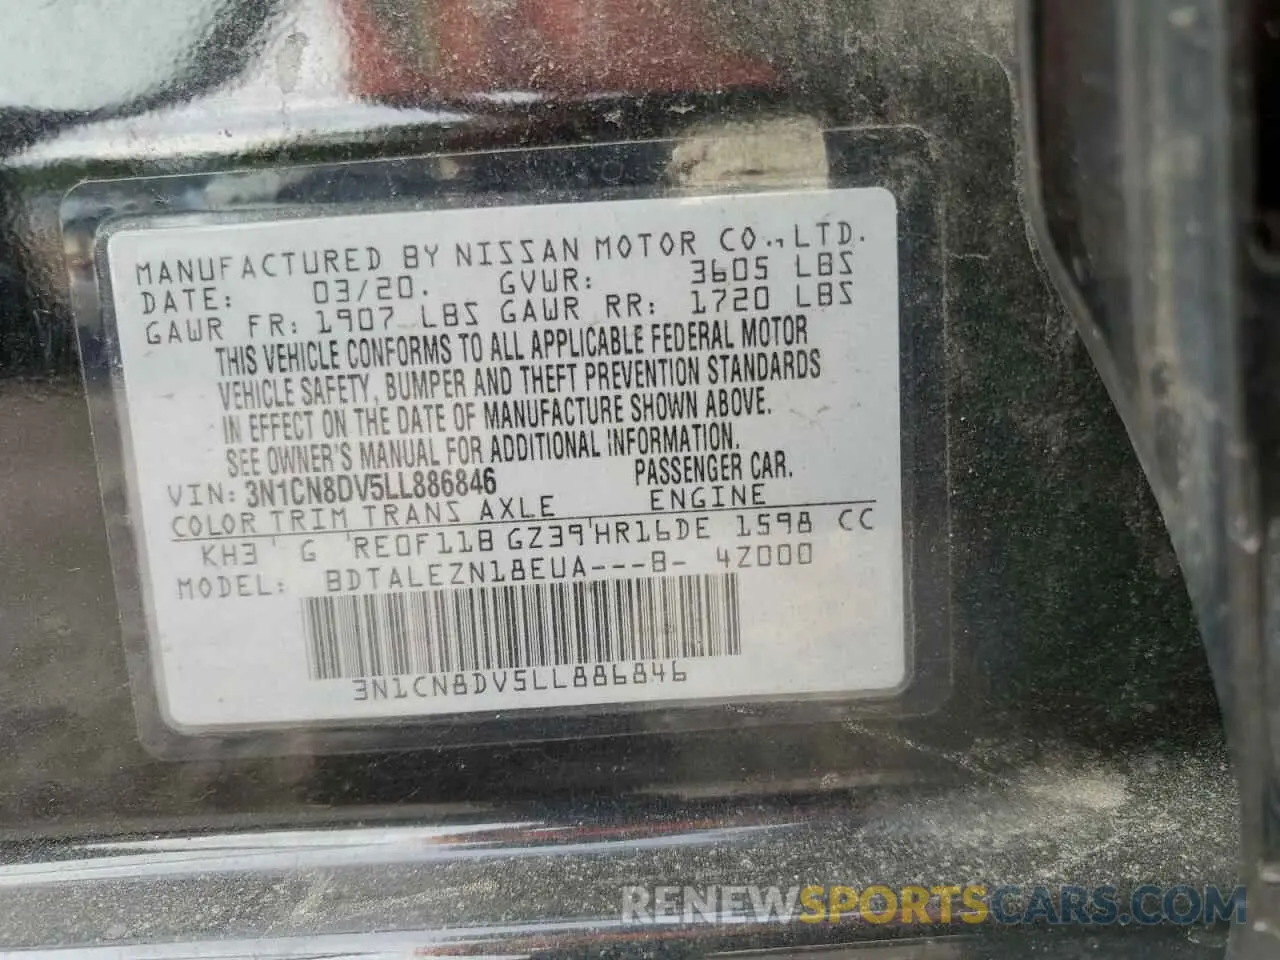 MANUFACTURED BY NISSAN MOTOR CO., LTD.
DATE: 03/20. GVWR: 3605 LBS
GAWR FR: 1907 LBS GAWR RR: 1720 LBS
THIS VEHICLE CONFORMS TO ALL APPLICABLE FEDERAL MOTOR
VEHICLE SAFETY, BUMPER AND THEFT PREVENTION STANDARDS
IN EFFECT ON THE DATE OF MANUFACTURE SHOWN ABOVE.
SEE OWNER'S MANUAL FOR ADDITIONAL INFORMATION.
VIN: 3N1CN8DV5LL886846 PASSENGER CAR.
COLOR TRIM TRANS AXLE ENGINE
KH3 G RE0F11B GZ39 HR16DE 1598 CC
MODEL: BDTALEZN18EUA---B- 4Z000
3N1CN8DV5LL886846
RENEWSPORTSCARS.COM